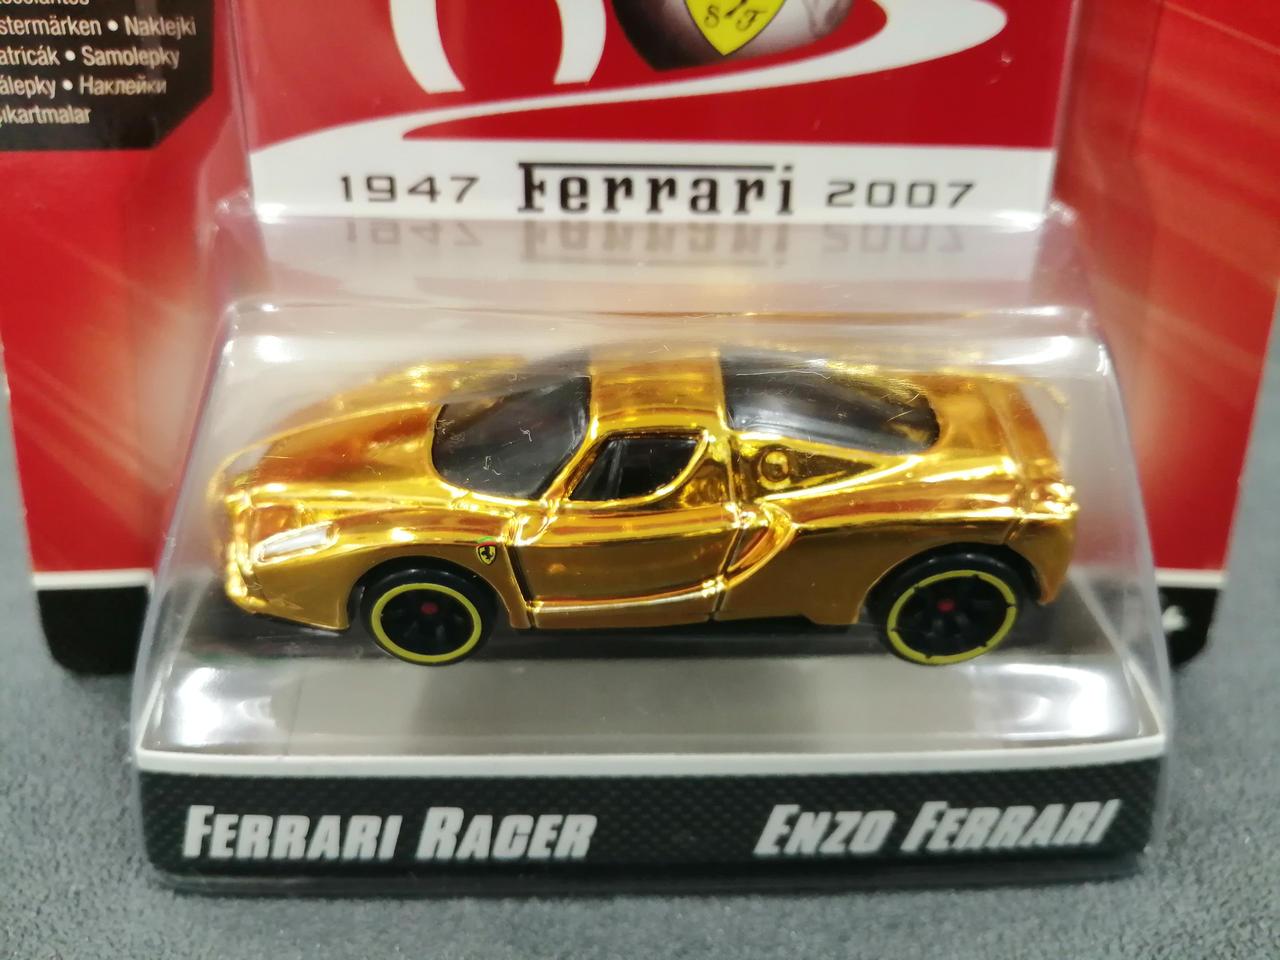 stermärken • Naklejki
atricák • Samolepky
álepky • Наклейки
ıkartmalar
S F
1947 Ferrari 2007
FERRARI RACER ENZO FERRARI